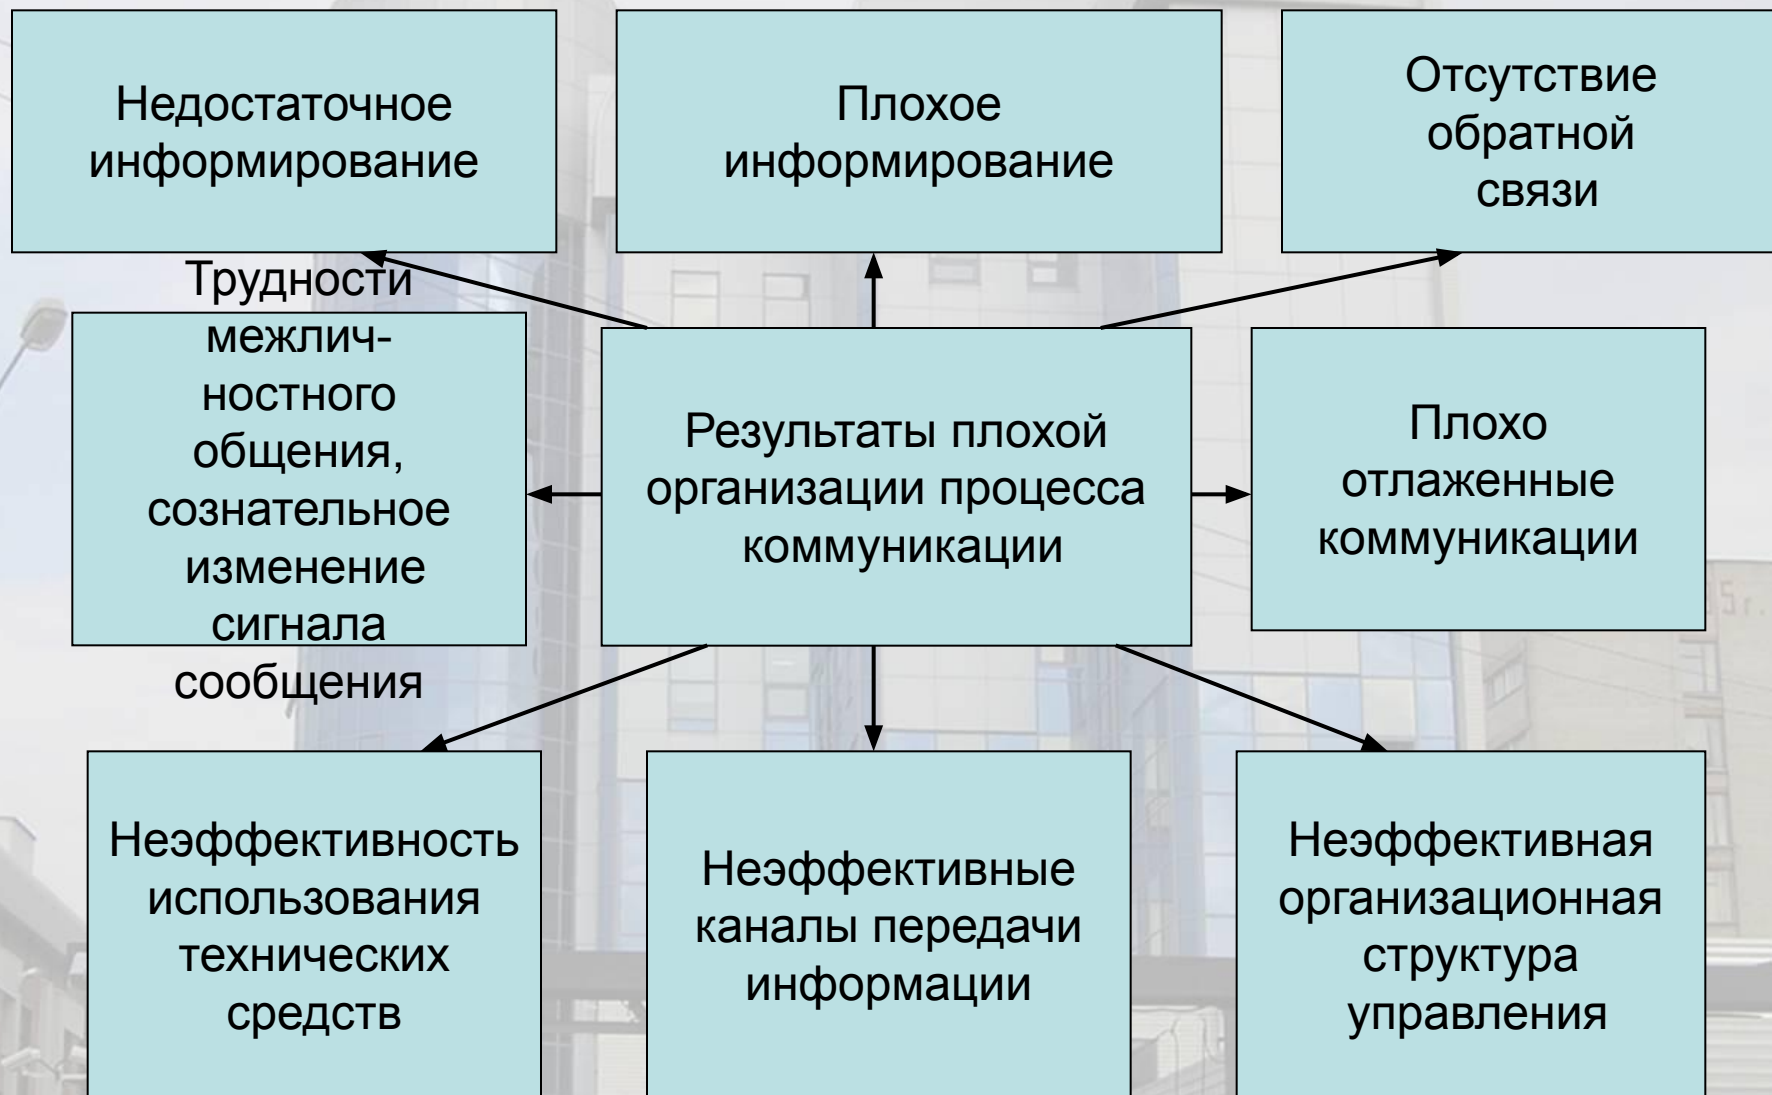 Недостаточное
информирование
Плохое
информирование
Отсутствие
обратной
связи
Трудности
межлич-
ностного
общения,
сознательное
изменение
сигнала
сообщения
Результаты плохой
организации процесса
коммуникации
Плохо
отлаженные
коммуникации
Неэффективность
использования
технических
средств
Неэффективные
каналы передачи
информации
Неэффективная
организационная
структура
управления